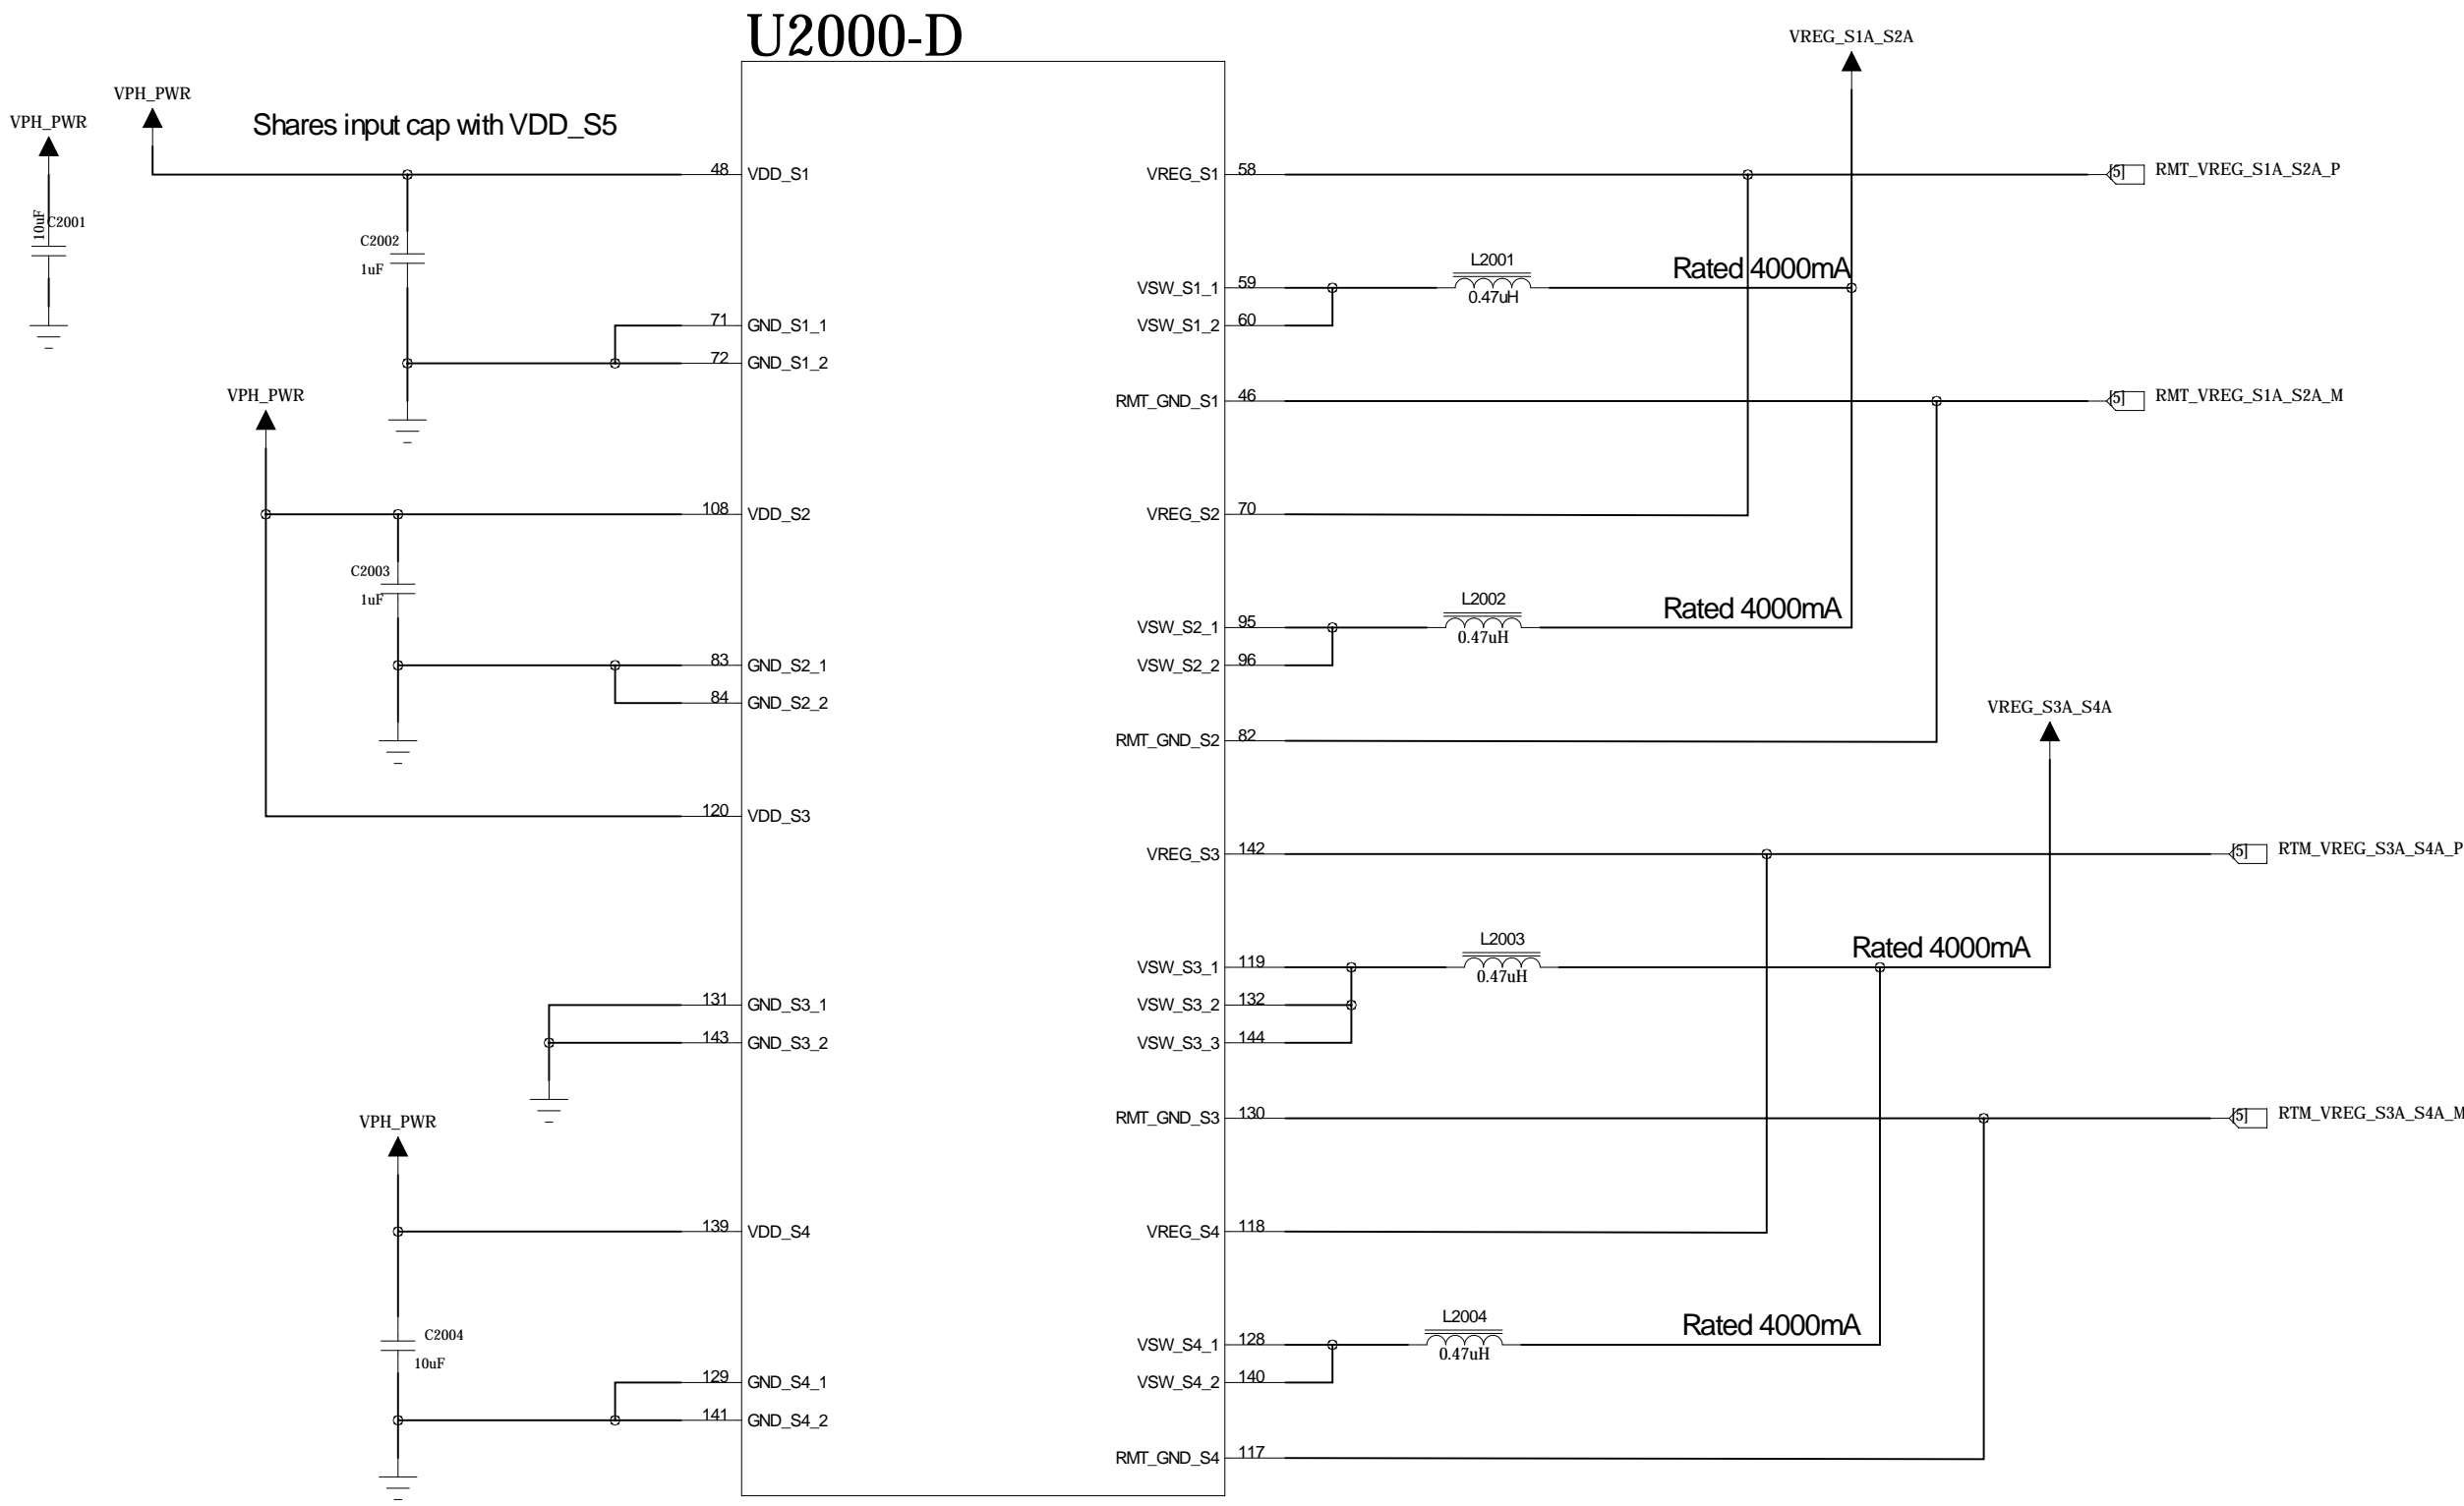 U2000-D
VREG_S1A_S2A
VPH_PWR
VPH_PWR
Shares input cap with VDD_S5
48 VDD_S1
VREG_S1 58
[5] RMT_VREG_S1A_S2A_P
10uF
C2001
C2002
1uF
L2001
Rated 4000mA
VSW_S1_1 59
0.47uH
71 GND_S1_1
VSW_S1_2 60
72 GND_S1_2
VPH_PWR
RMT_GND_S1 46
[5] RMT_VREG_S1A_S2A_M
108 VDD_S2
VREG_S2 70
C2003
1uF
L2002
Rated 4000mA
VSW_S2_1 95
0.47uH
83 GND_S2_1
VSW_S2_2 96
84 GND_S2_2
VREG_S3A_S4A
RMT_GND_S2 82
120 VDD_S3
VREG_S3 142
[5] RTM_VREG_S3A_S4A_P
L2003
Rated 4000mA
VSW_S3_1 119
0.47uH
131 GND_S3_1
VSW_S3_2 132
143 GND_S3_2
VSW_S3_3 144
VPH_PWR
RMT_GND_S3 130
[5] RTM_VREG_S3A_S4A_M
139 VDD_S4
VREG_S4 118
C2004
10uF
L2004
Rated 4000mA
VSW_S4_1 128
0.47uH
129 GND_S4_1
VSW_S4_2 140
141 GND_S4_2
RMT_GND_S4 117